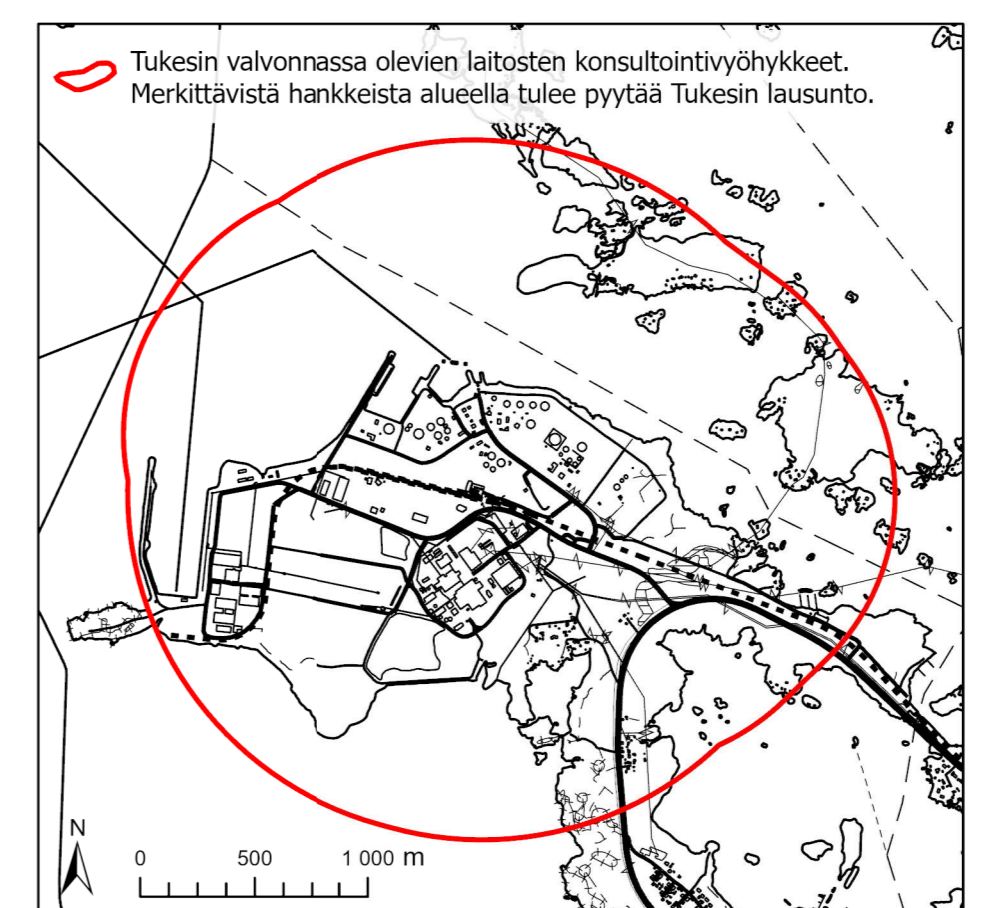 Tukesin valvonnassa olevien laitosten konsultointivyöhykkeet.
Merkittävistä hankkeista alueella tulee pyytää Tukesin lausunto.
N
0 500 1 000 m